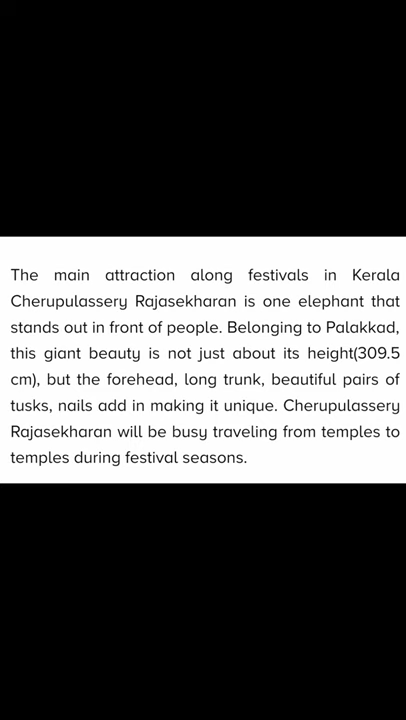 The main attraction along festivals in Kerala
Cherupulassery Rajasekharan is one elephant that
stands out in front of people. Belonging to Palakkad,
this giant beauty is not just about its height(309.5
cm), but the forehead, long trunk, beautiful pairs of
tusks, nails add in making it unique. Cherupulassery
Rajasekharan will be busy traveling from temples to
temples during festival seasons.